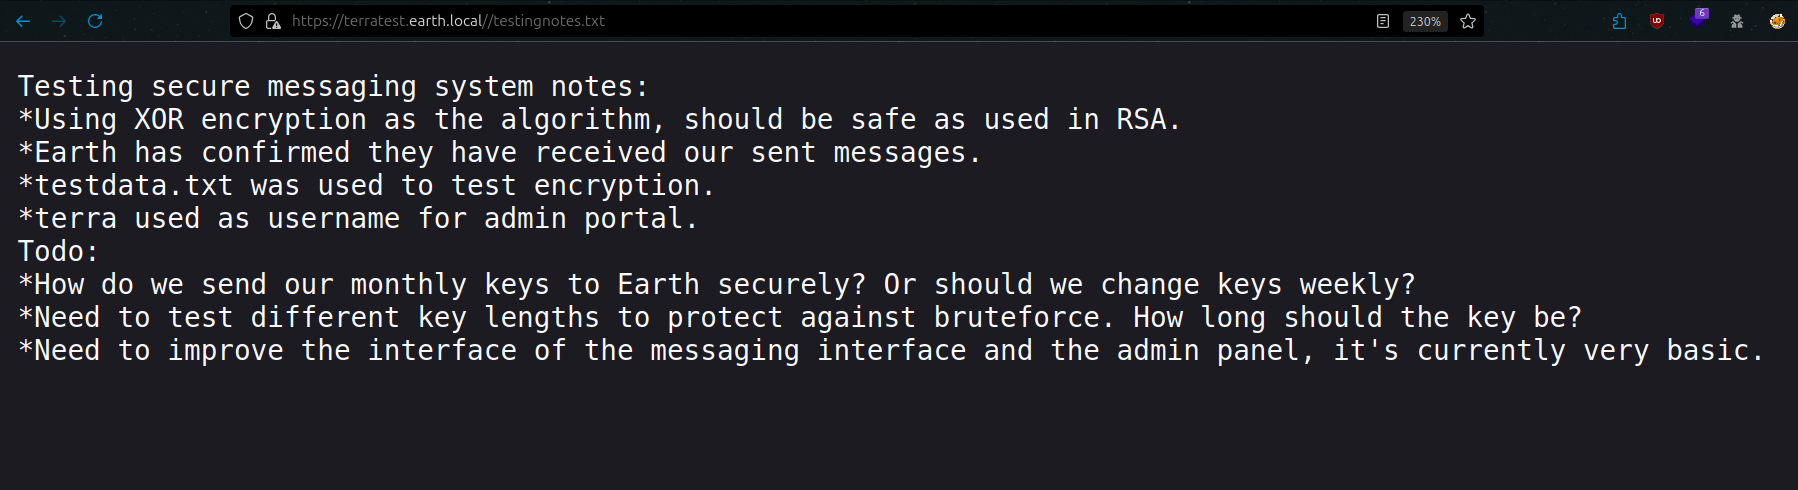 https://terratest.earth.local//testingnotes.txt 230% 6
Testing secure messaging system notes:
*Using XOR encryption as the algorithm, should be safe as used in RSA.
*Earth has confirmed they have received our sent messages.
*testdata.txt was used to test encryption.
*terra used as username for admin portal.
Todo:
*How do we send our monthly keys to Earth securely? Or should we change keys weekly?
*Need to test different key lengths to protect against bruteforce. How long should the key be?
*Need to improve the interface of the messaging interface and the admin panel, it's currently very basic.